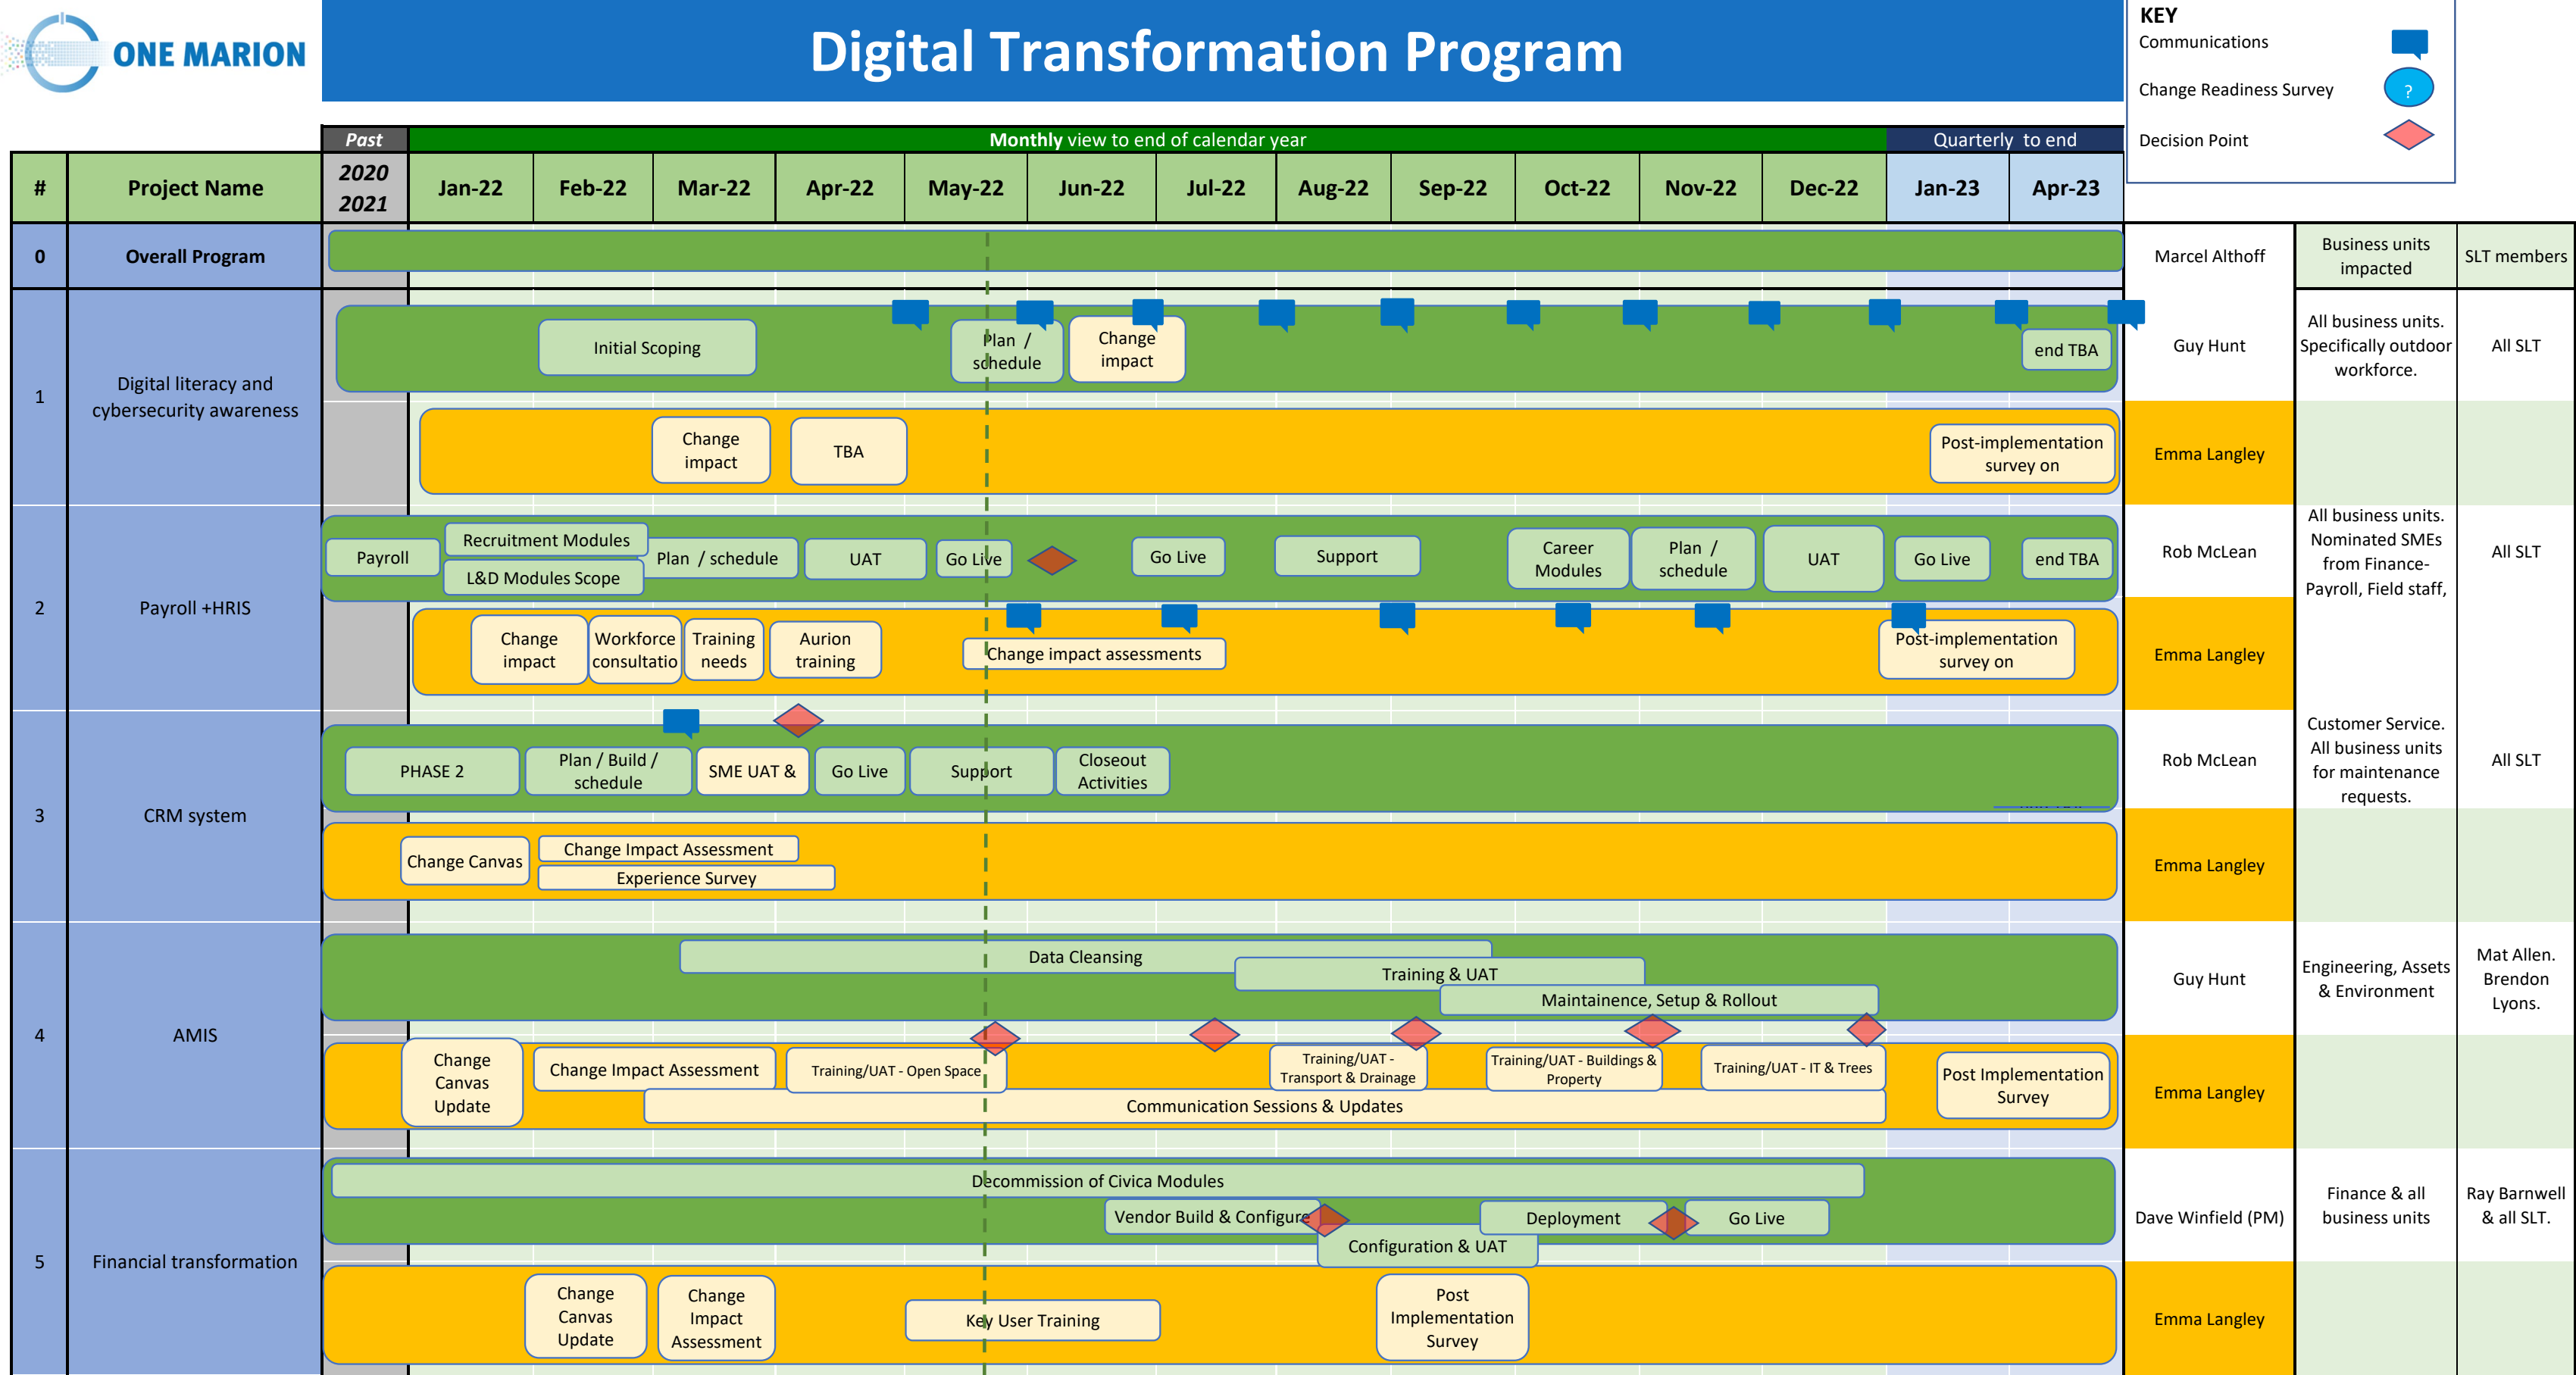 ONE MARION
Digital Transformation Program
KEY
Communications
Change Readiness Survey
?
Decision Point
Past
Monthly view to end of calendar year
Quarterly to end
#
Project Name
2020
2021
Jan-22
Feb-22
Mar-22
Apr-22
May-22
Jun-22
Jul-22
Aug-22
Sep-22
Oct-22
Nov-22
Dec-22
Jan-23
Apr-23
0
Overall Program
Marcel Althoff
Business units
impacted
SLT members
1
Digital literacy and
cybersecurity awareness
Initial Scoping
Plan /
schedule
Change
impact
end TBA
Guy Hunt
All business units.
Specifically outdoor
workforce.
All SLT
Change
impact
TBA
Post-implementation
survey on
Emma Langley
2
Payroll +HRIS
Payroll
Recruitment Modules
L&D Modules Scope
Plan / schedule
UAT
Go Live
Go Live
Support
Career
Modules
Plan /
schedule
UAT
Go Live
end TBA
Rob McLean
All business units.
Nominated SMEs
from Finance-
Payroll, Field staff,
All SLT
Change
impact
Workforce
consultatio
Training
needs
Aurion
training
Change impact assessments
Post-implementation
survey on
Emma Langley
3
CRM system
PHASE 2
Plan / Build /
schedule
SME UAT &
Go Live
Support
Closeout
Activities
Rob McLean
Customer Service.
All business units
for maintenance
requests.
All SLT
Change Canvas
Change Impact Assessment
Experience Survey
Emma Langley
4
AMIS
Data Cleansing
Training & UAT
Maintainence, Setup & Rollout
Guy Hunt
Engineering, Assets
& Environment
Mat Allen.
Brendon
Lyons.
Change
Canvas
Update
Change Impact Assessment
Training/UAT - Open Space
Training/UAT -
Transport & Drainage
Training/UAT - Buildings &
Property
Training/UAT - IT & Trees
Communication Sessions & Updates
Post Implementation
Survey
Emma Langley
5
Financial transformation
Decommission of Civica Modules
Vendor Build & Configure
Configuration & UAT
Deployment
Go Live
Dave Winfield (PM)
Finance & all
business units
Ray Barnwell
& all SLT.
Change
Canvas
Update
Change
Impact
Assessment
Key User Training
Post
Implementation
Survey
Emma Langley